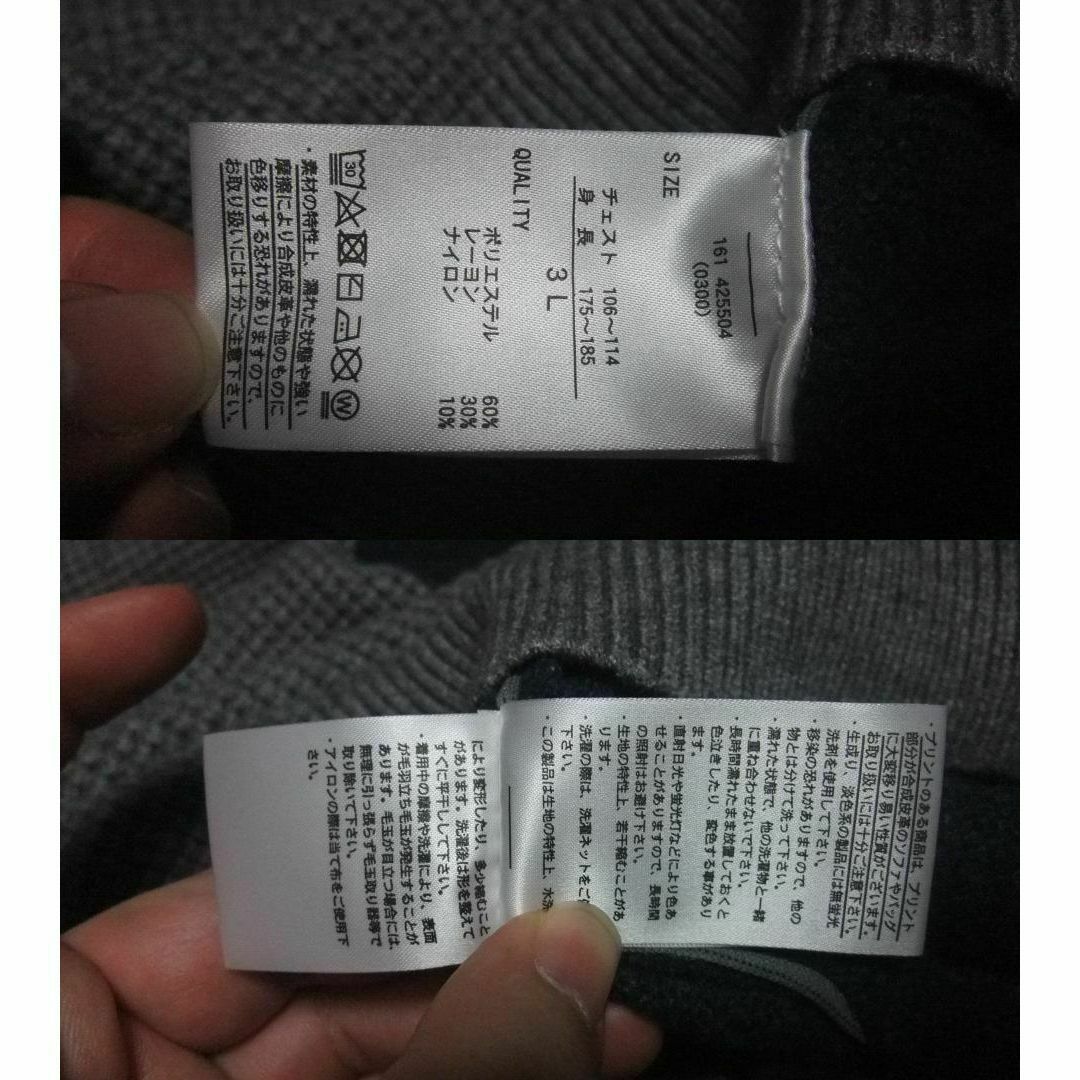 161 425504
(0300)
SIZE
チェスト 106～114
身長 175～185
3L
QUALITY
ポリエステル 60%
レーヨン 30%
ナイロン 10%
30
W
・素材の特性上、濡れた状態や強い
摩擦により合成皮革や他のものに
色移りする恐れがありますので、
お取り扱いには十分ご注意下さい。
・プリントのある商品は、プリント
部分が合成皮革のソファやバッグ
に大変移り易い性質がございます。
お取り扱いには十分ご注意下さい。
・生成り、淡色系の製品には無蛍光
洗剤を使用して下さい。
・移染の恐れがありますので、他の
物とは分けて洗って下さい。
・濡れた状態で、他の洗濯物と一緒
に重ね合わせないで下さい。
・長時間濡れたまま放置しておくと
色泣きしたり、変色する事があり
ます。
・直射日光や蛍光灯などにより色あ
せることがありますので、長時間
の照射はお避け下さい。
・生地の特性上、若干縮むことがあ
ります。
・洗濯の際は、洗濯ネットをご
下さい。
・この製品は生地の特性上、水洗
により変形したり、多少縮むこと
があります。洗濯後は形を整えて
すぐに平干しして下さい。
・着用中の摩擦や洗濯により、表面
が毛羽立ち毛玉が発生することが
あります。毛玉が目立つ場合には、
無理に引っ張らず毛玉取り器等で
取り除いて下さい。
・アイロンの際は当て布をご使用下
さい。